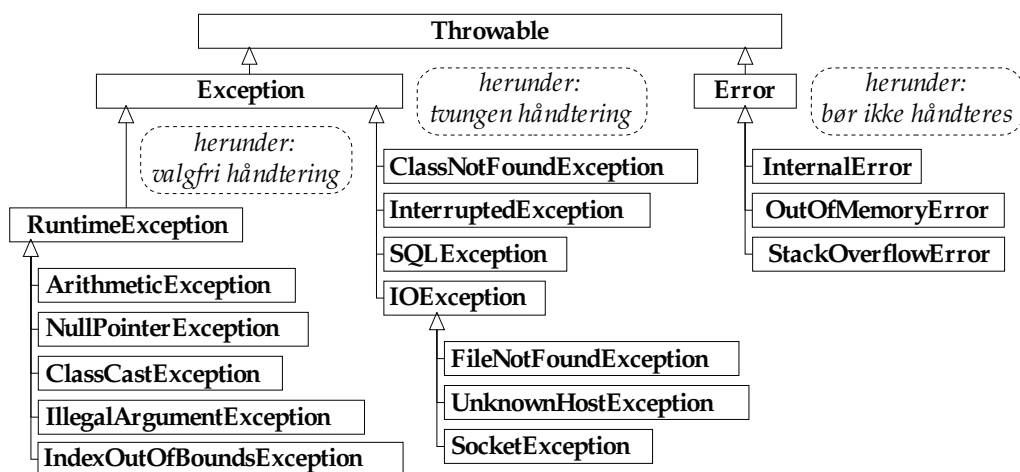 Throwable
Exception
herunder:
tvungen håndtering
Error
herunder:
bør ikke håndteres
herunder:
valgfri håndtering
ClassNotFoundException
InternalError
InterruptedException
OutOfMemoryError
RuntimeException
SQLException
StackOverflowError
ArithmeticException
IOException
NullPointerException
FileNotFoundException
ClassCastException
UnknownHostException
IllegalArgumentException
SocketException
IndexOutOfBoundsException